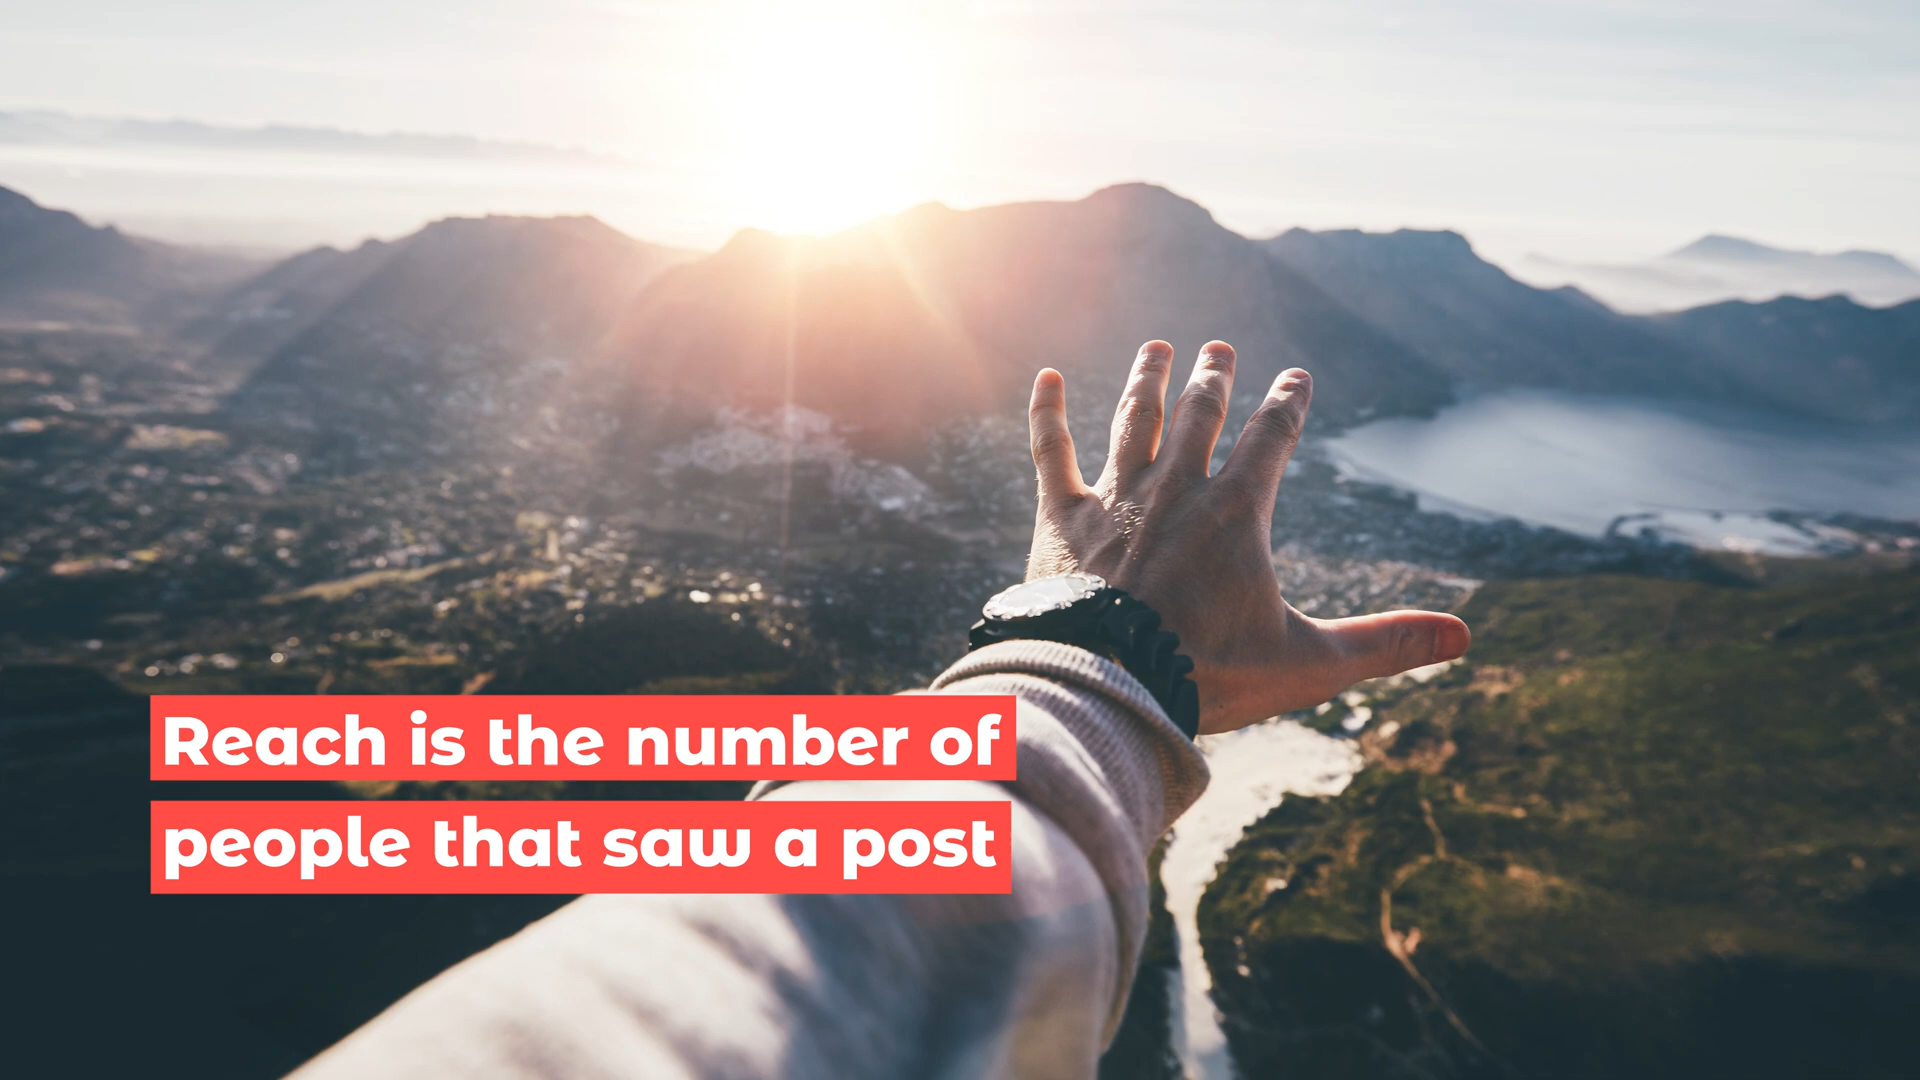 Reach is the number of
people that saw a post